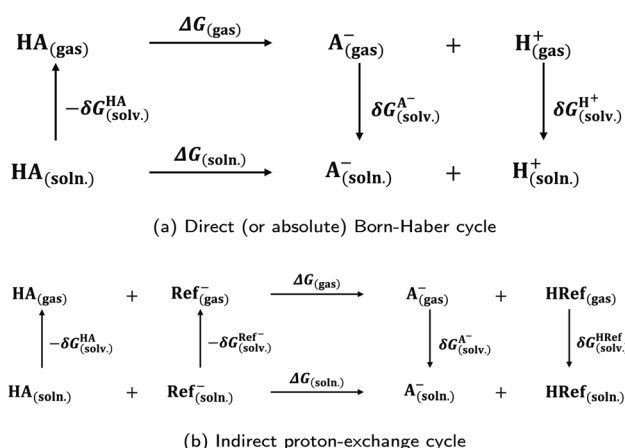 ΔG(gas)
HA(gas) A⁻(gas) + H⁺(gas)
−δG^HA(solv.) δG^A⁻(solv.) δG^H⁺(solv.)
ΔG(soln.)
HA(soln.) A⁻(soln.) + H⁺(soln.)
(a) Direct (or absolute) Born-Haber cycle
HA(gas) + Ref⁻(gas) ΔG(gas) A⁻(gas) + HRef(gas)
−δG^HA(solv.) −δG^Ref⁻(solv.) δG^A⁻(solv.) δG^HRef(solv.)
HA(soln.) + Ref⁻(soln.) ΔG(soln.) A⁻(soln.) + HRef(soln.)
(b) Indirect proton-exchange cycle